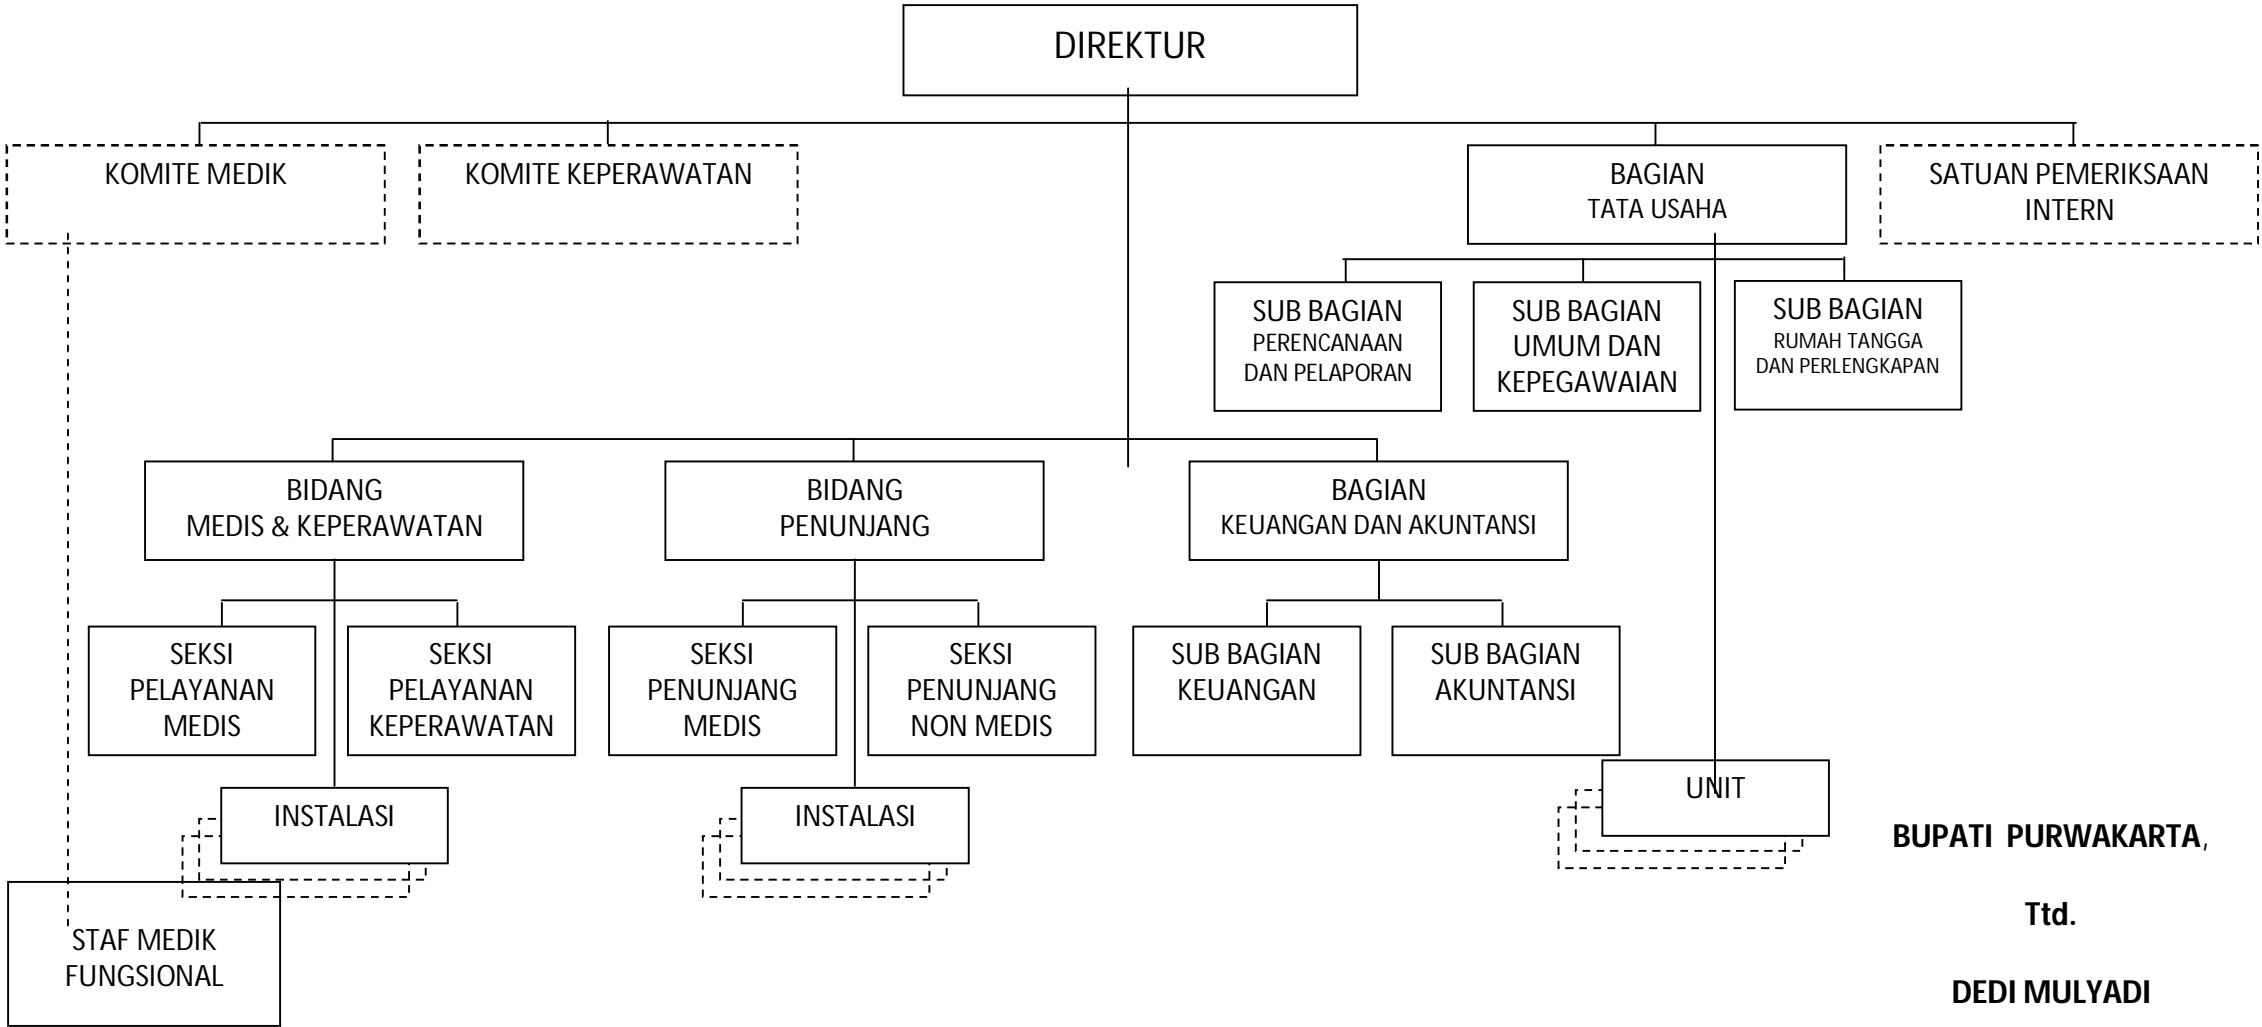 DIREKTUR
KOMITE MEDIK
KOMITE KEPERAWATAN
BAGIAN
TATA USAHA
SATUAN PEMERIKSAAN
INTERN
SUB BAGIAN
PERENCANAAN
DAN PELAPORAN
SUB BAGIAN
UMUM DAN
KEPEGAWAIAN
SUB BAGIAN
RUMAH TANGGA
DAN PERLENGKAPAN
BIDANG
MEDIS & KEPERAWATAN
BIDANG
PENUNJANG
BAGIAN
KEUANGAN DAN AKUNTANSI
SEKSI
PELAYANAN
MEDIS
SEKSI
PELAYANAN
KEPERAWATAN
SEKSI
PENUNJANG
MEDIS
SEKSI
PENUNJANG
NON MEDIS
SUB BAGIAN
KEUANGAN
SUB BAGIAN
AKUNTANSI
INSTALASI
INSTALASI
UNIT
STAF MEDIK
FUNGSIONAL
BUPATI PURWAKARTA,
Ttd.
DEDI MULYADI